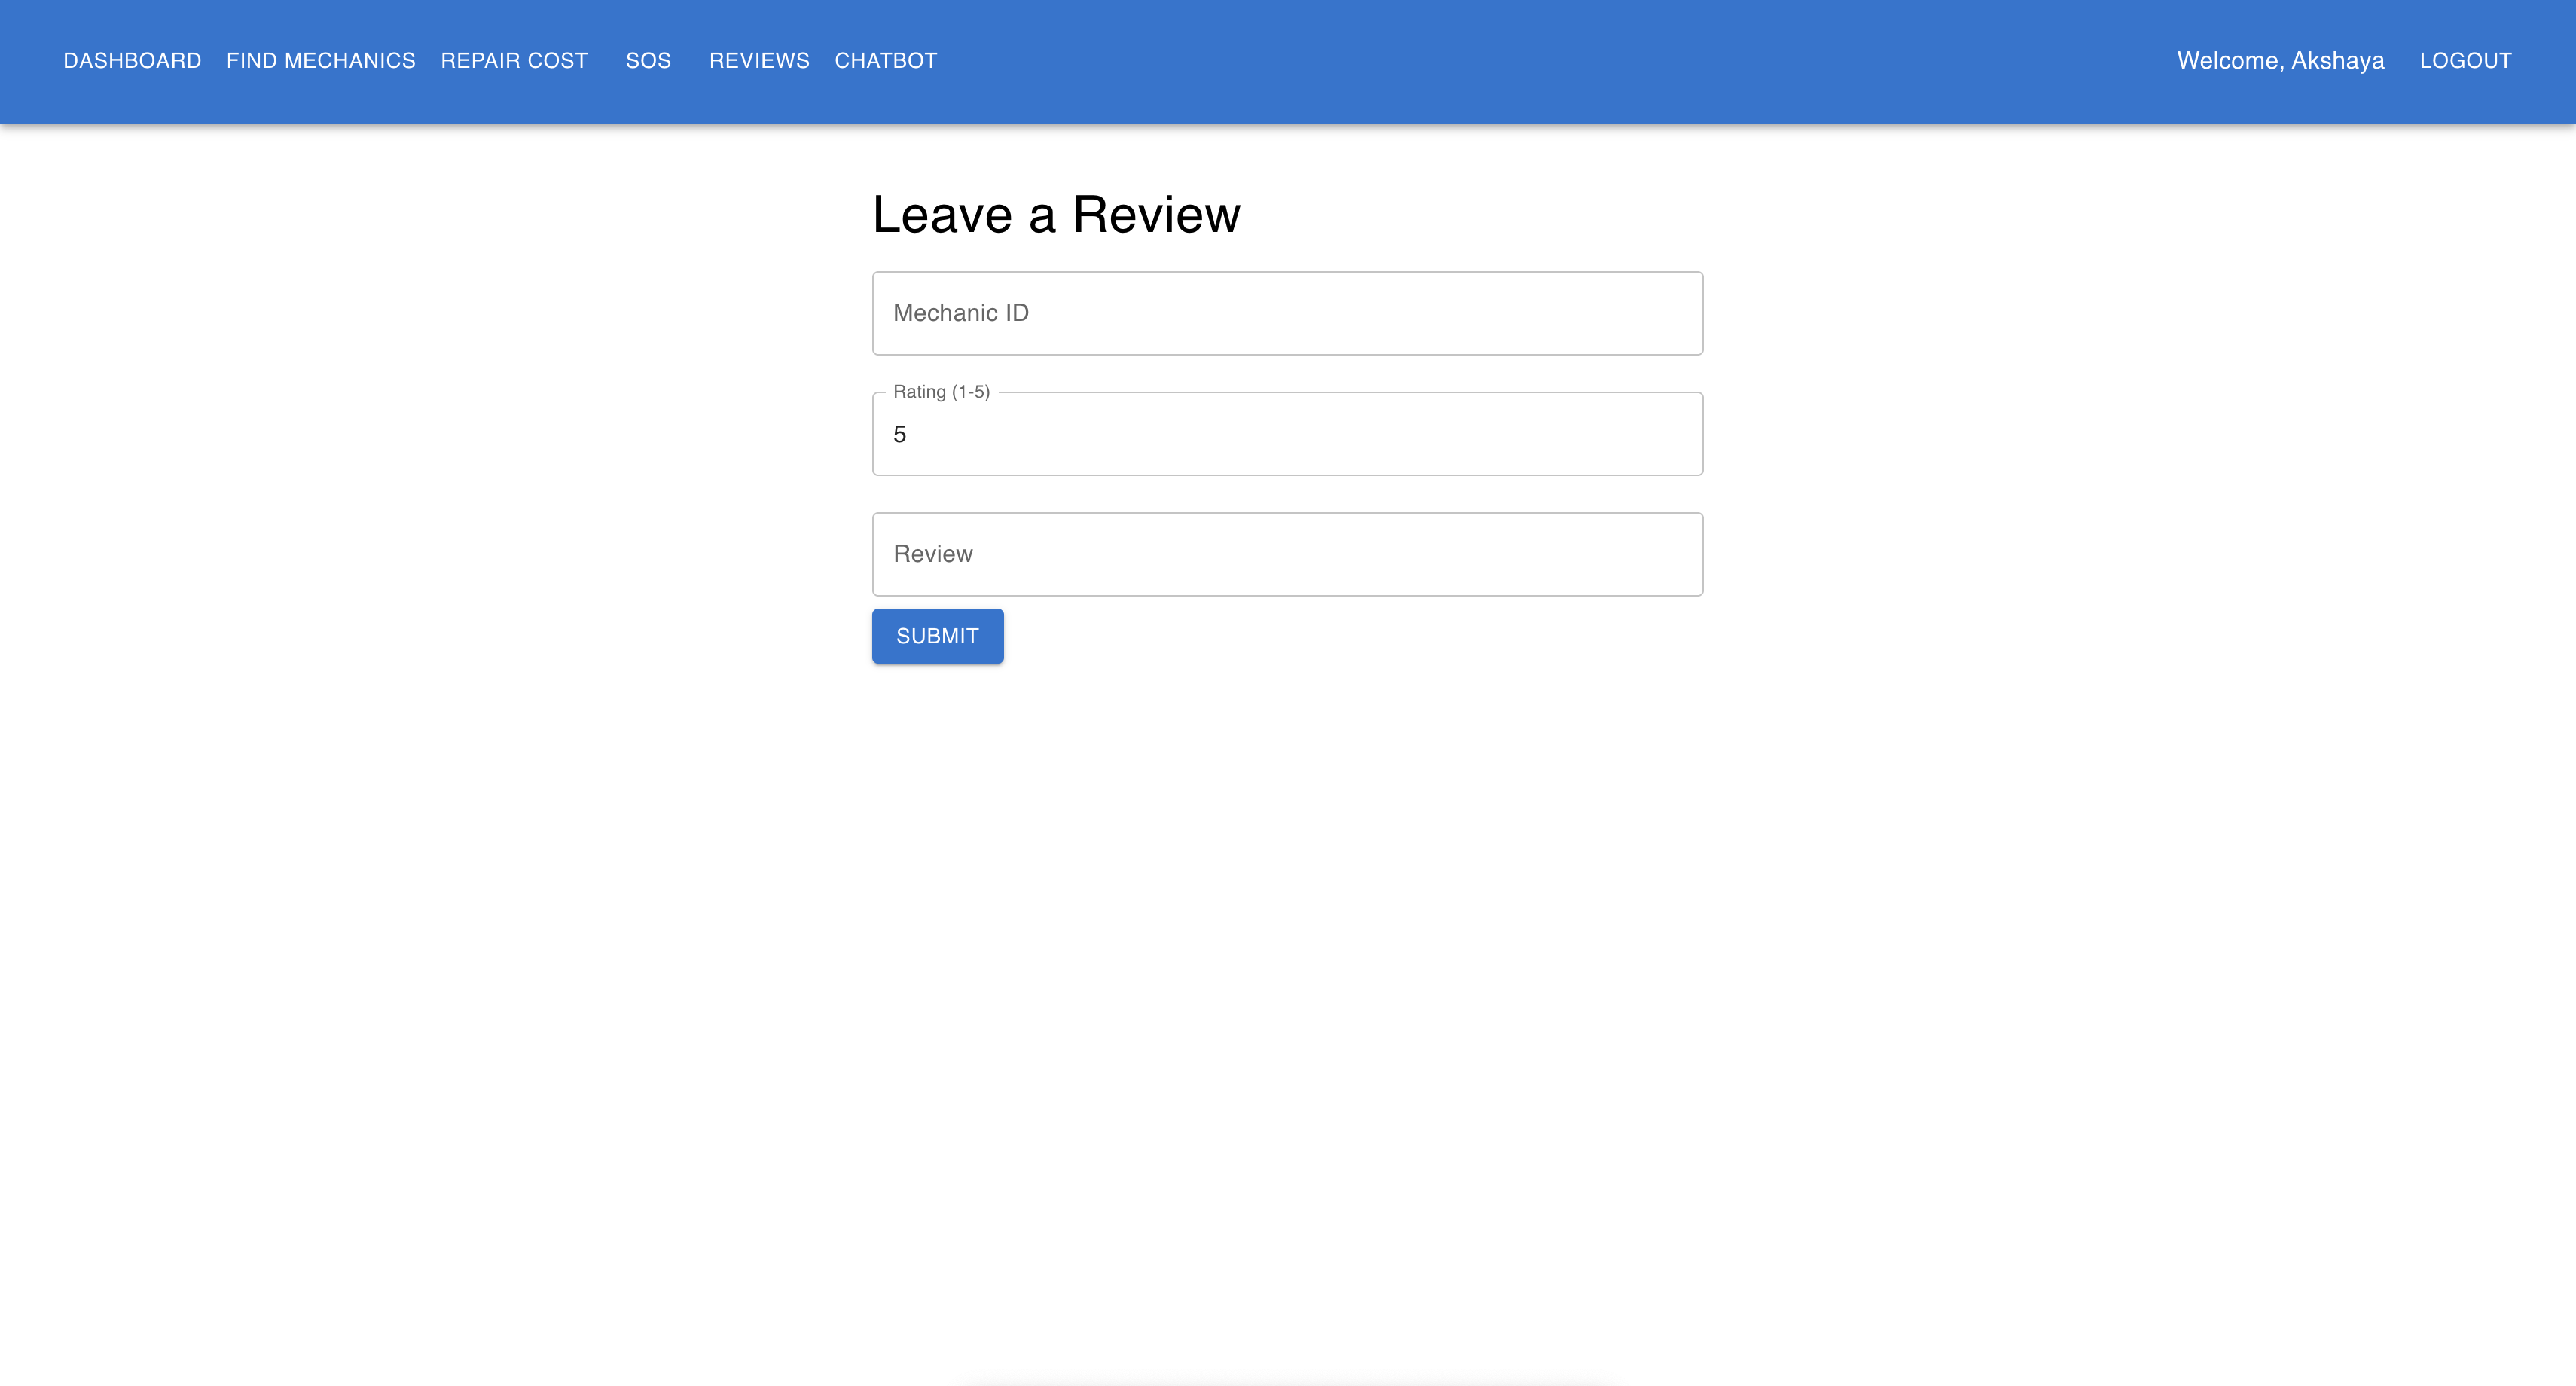 DASHBOARD FIND MECHANICS REPAIR COST SOS REVIEWS CHATBOT Welcome, Akshaya LOGOUT
Leave a Review
Mechanic ID
Rating (1-5)
5
Review
SUBMIT